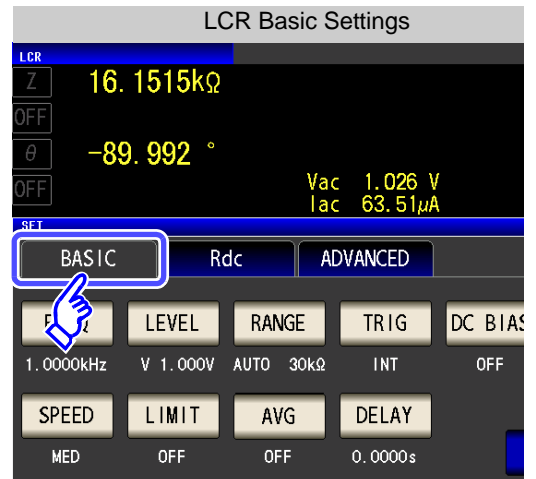 LCR Basic Settings
LCR
Z 16.1515kΩ
OFF
θ -89.992 °
OFF
Vac 1.026 V
Iac 63.51μA
SET
BASIC Rdc ADVANCED
LEVEL RANGE TRIG DC BIAS
1.0000kHz V 1.000V AUTO 30kΩ INT OFF
SPEED LIMIT AVG DELAY
MED OFF OFF 0.0000s